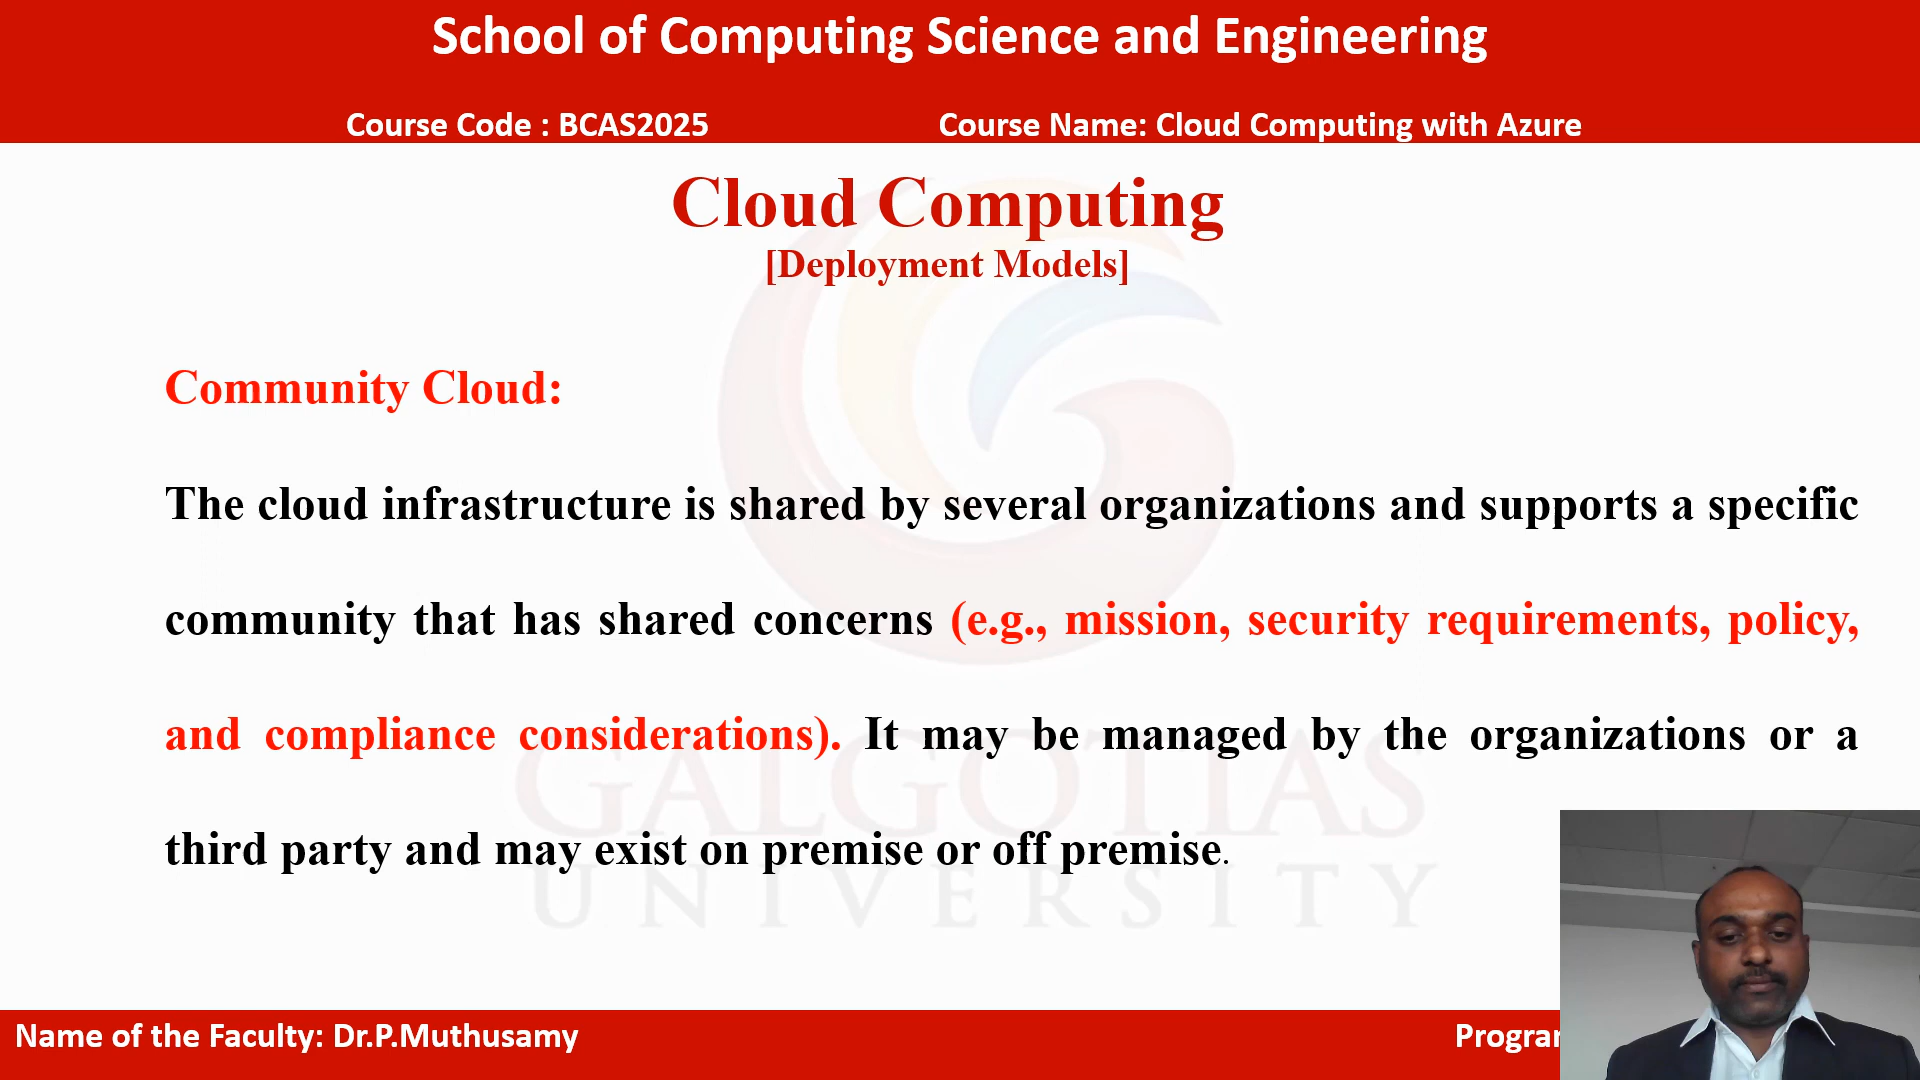 School of Computing Science and Engineering
Course Code : BCAS2025 Course Name: Cloud Computing with Azure
Cloud Computing
[Deployment Models]
Community Cloud:
The cloud infrastructure is shared by several organizations and supports a specific
community that has shared concerns (e.g., mission, security requirements, policy,
and compliance considerations). It may be managed by the organizations or a
third party and may exist on premise or off premise.
GALGOTIAS
UNIVERSITY
Name of the Faculty: Dr.P.Muthusamy